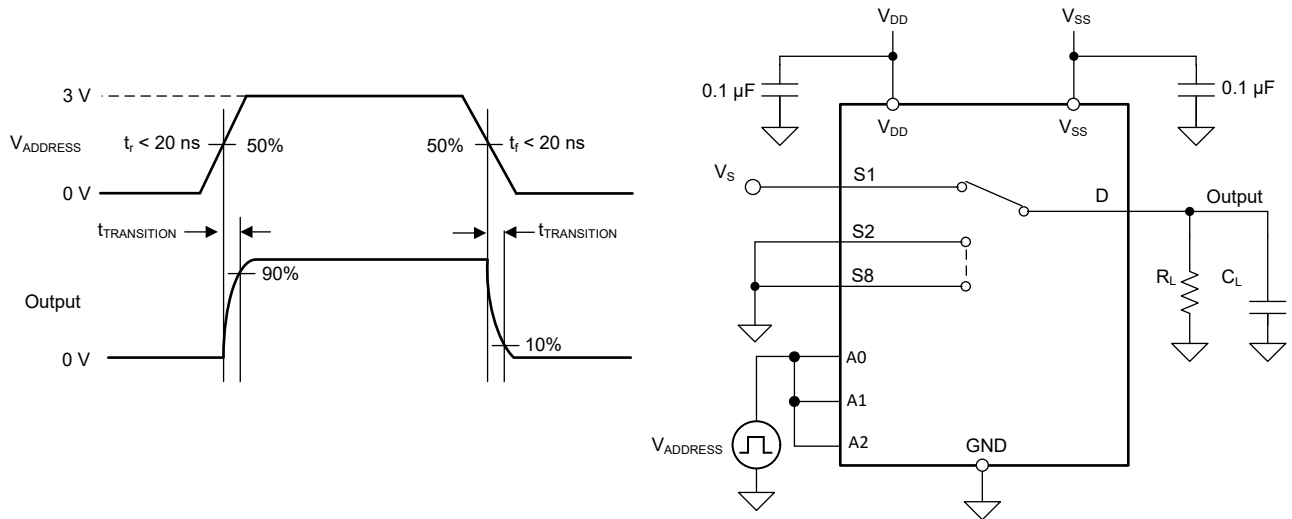 3 V
V_ADDRESS
t_r < 20 ns
50%
50%
t_f < 20 ns
0 V
t_TRANSITION
t_TRANSITION
90%
Output
0 V
10%
V_DD
V_SS
0.1 µF
0.1 µF
V_DD
V_SS
V_S
S1
D
Output
S2
S8
R_L
C_L
A0
A1
A2
V_ADDRESS
GND